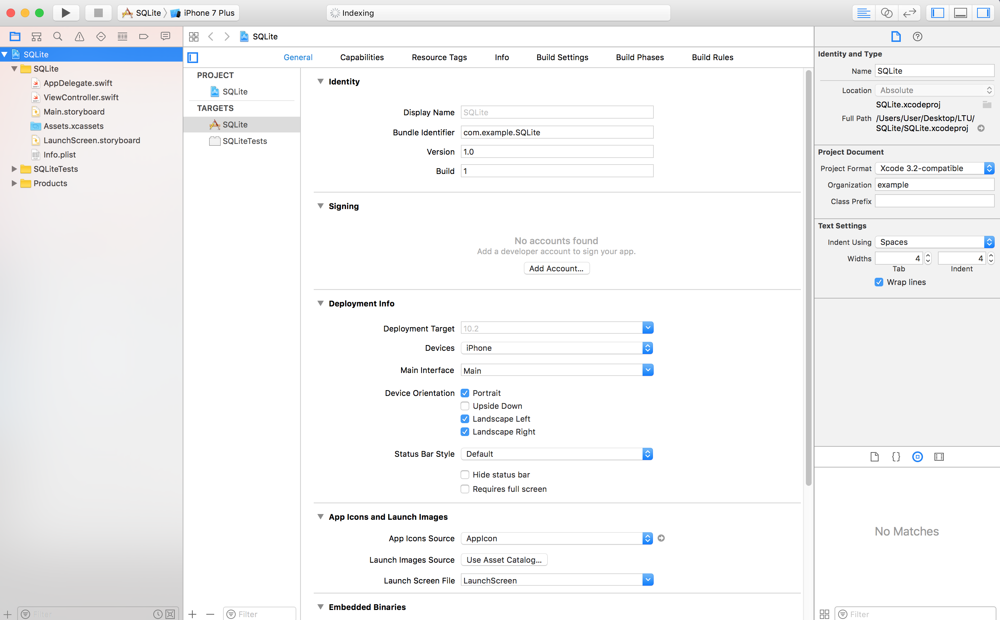 SQLite iPhone 7 Plus Indexing
SQLite
SQLite
SQLite
AppDelegate.swift
ViewController.swift
Main.storyboard
Assets.xcassets
LaunchScreen.storyboard
Info.plist
SQLiteTests
Products
Filter
General Capabilities Resource Tags Info Build Settings Build Phases Build Rules
PROJECT
SQLite
TARGETS
SQLite
SQLiteTests
Filter
Identity
Display Name SQLite
Bundle Identifier com.example.SQLite
Version 1.0
Build 1
Signing
No accounts found
Add a developer account to sign your app.
Add Account...
Deployment Info
Deployment Target 10.2
Devices iPhone
Main Interface Main
Device Orientation Portrait
Upside Down
Landscape Left
Landscape Right
Status Bar Style Default
Hide status bar
Requires full screen
App Icons and Launch Images
App Icons Source AppIcon
Launch Images Source Use Asset Catalog...
Launch Screen File LaunchScreen
Embedded Binaries
Identity and Type
Name SQLite
Location Absolute
SQLite.xcodeproj
Full Path /Users/User/Desktop/LTU/
SQLite/SQLite.xcodeproj
Project Document
Project Format Xcode 3.2-compatible
Organization example
Class Prefix
Text Settings
Indent Using Spaces
Widths 4 4
Tab Indent
Wrap lines
No Matches
Filter